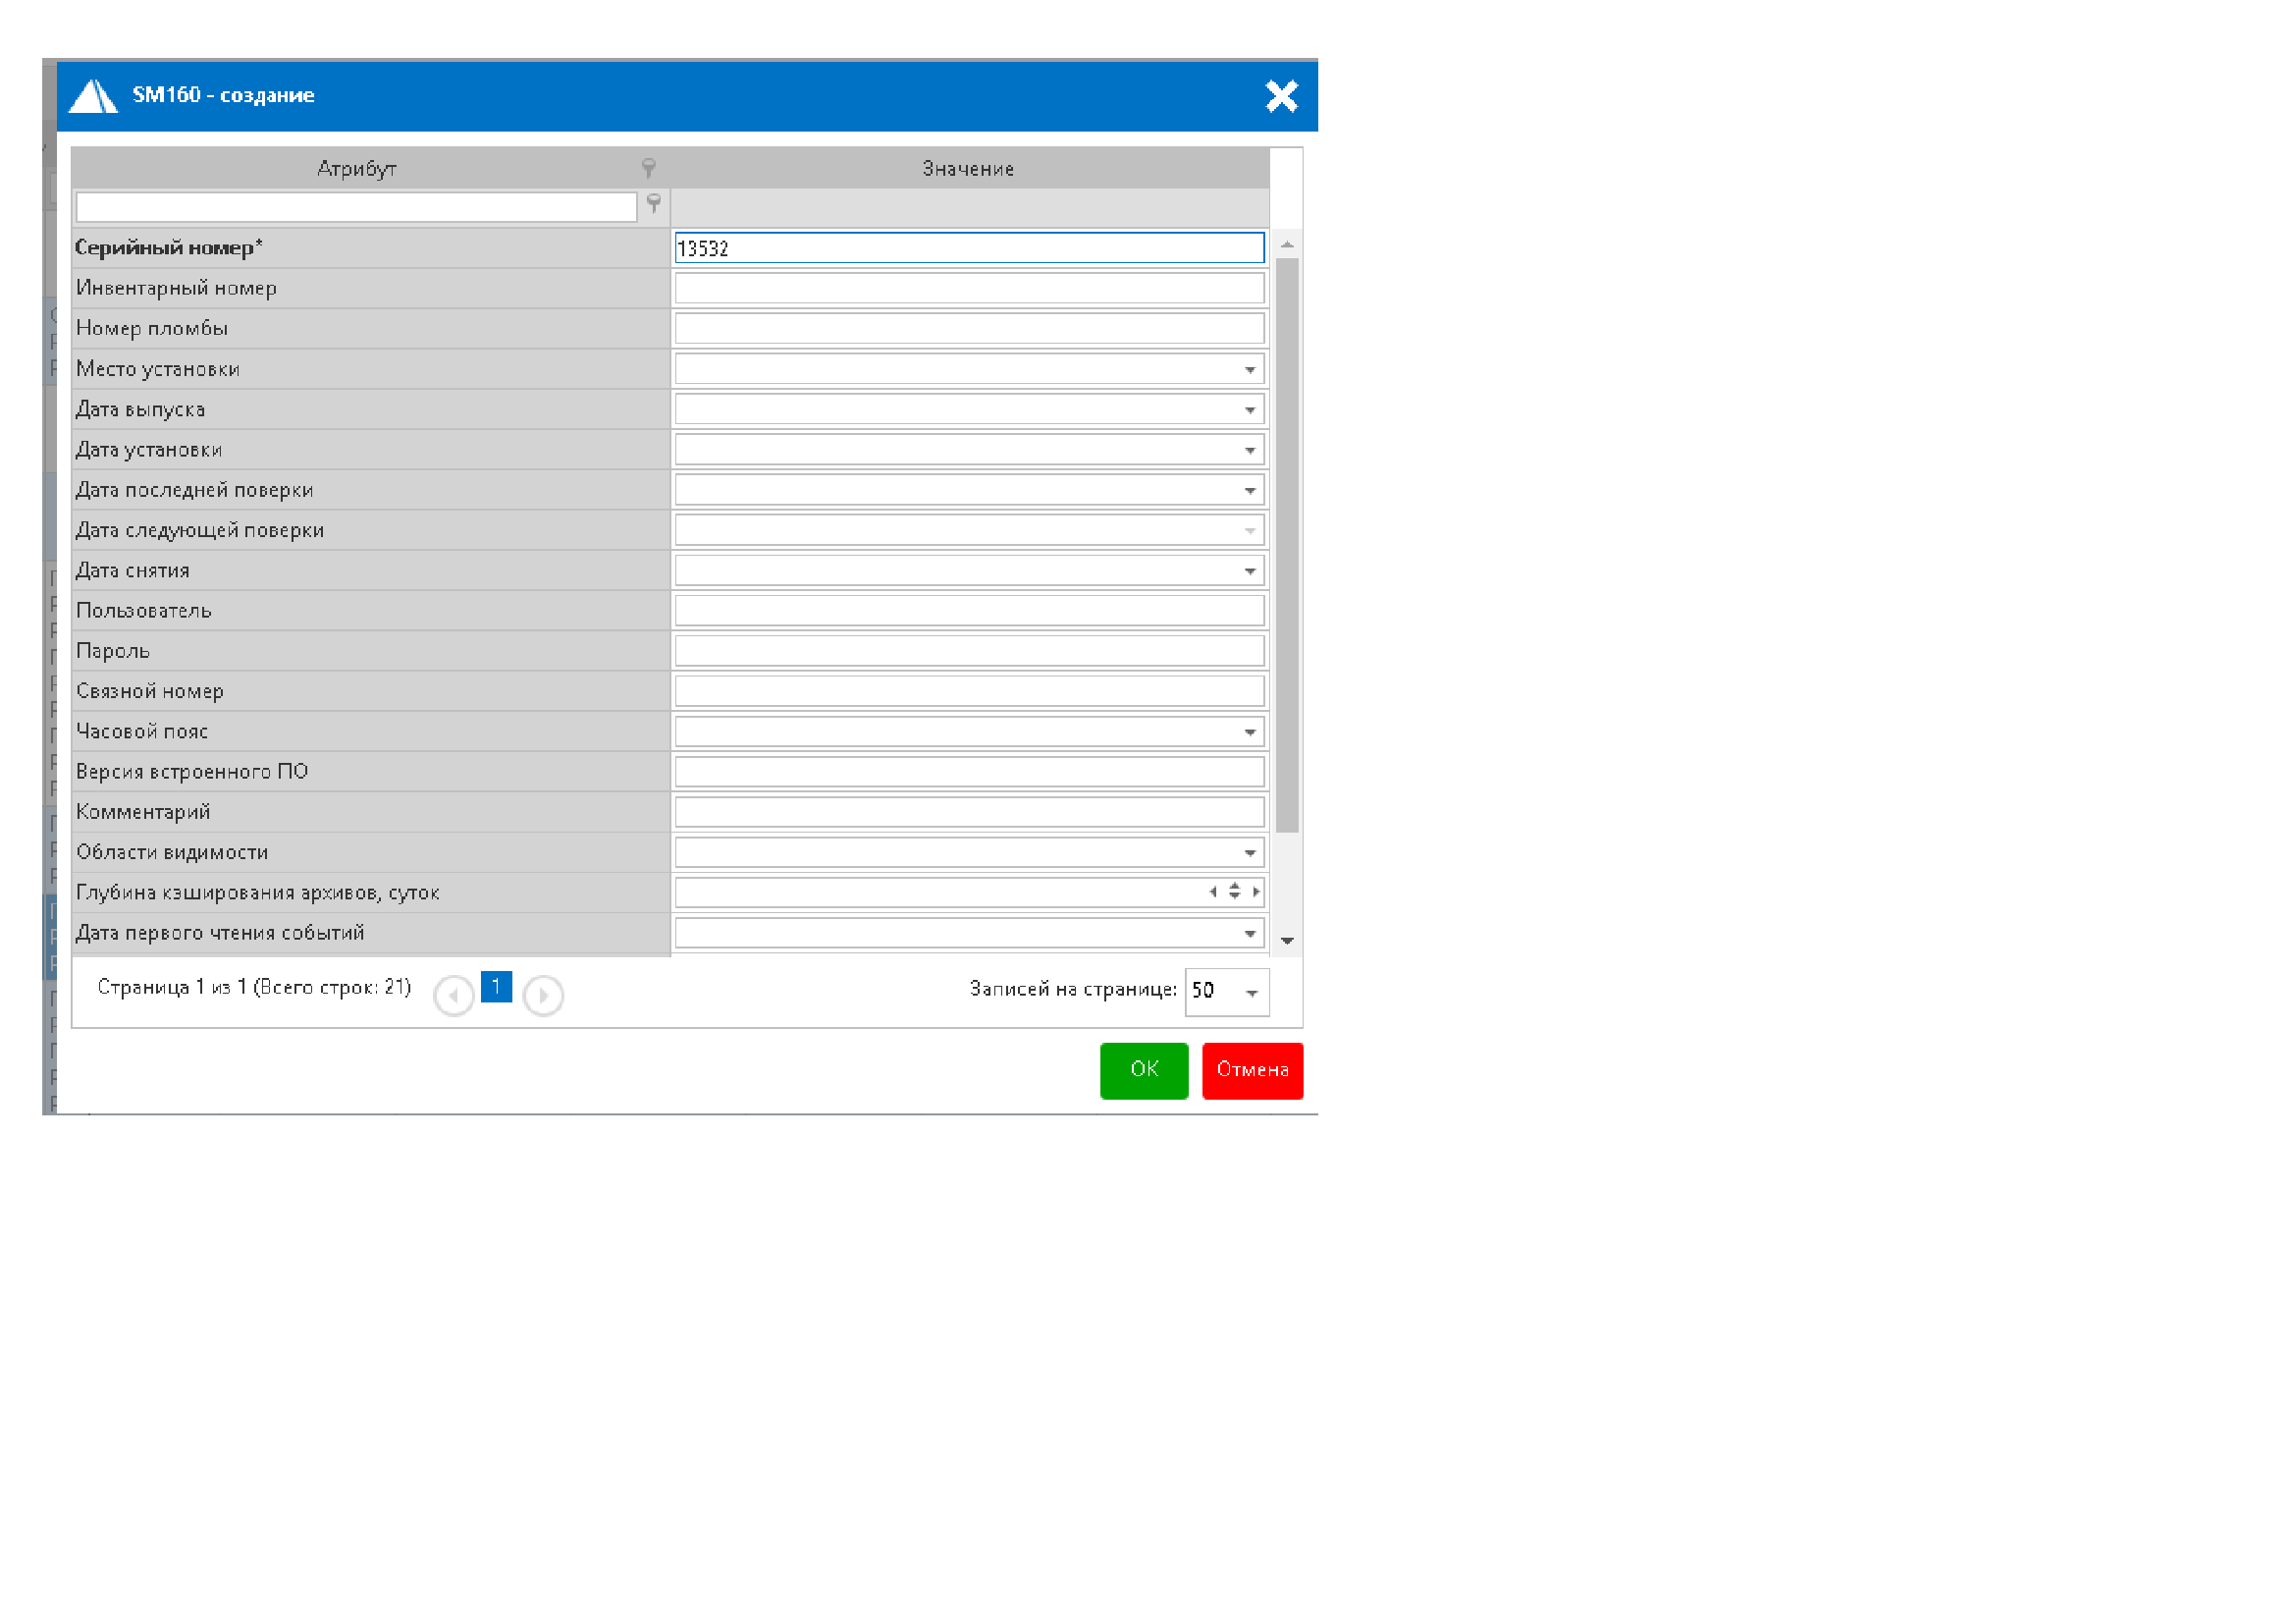 SM160 - создание
Атрибут Значение
Серийный номер* 13532
Инвентарный номер
Номер пломбы
Место установки
Дата выпуска
Дата установки
Дата последней поверки
Дата следующей поверки
Дата снятия
Пользователь
Пароль
Связной номер
Часовой пояс
Версия встроенного ПО
Комментарий
Области видимости
Глубина кэширования архивов, суток
Дата первого чтения событий
Страница 1 из 1 (Всего строк: 21) 1 Записей на странице: 50
ОК Отмена